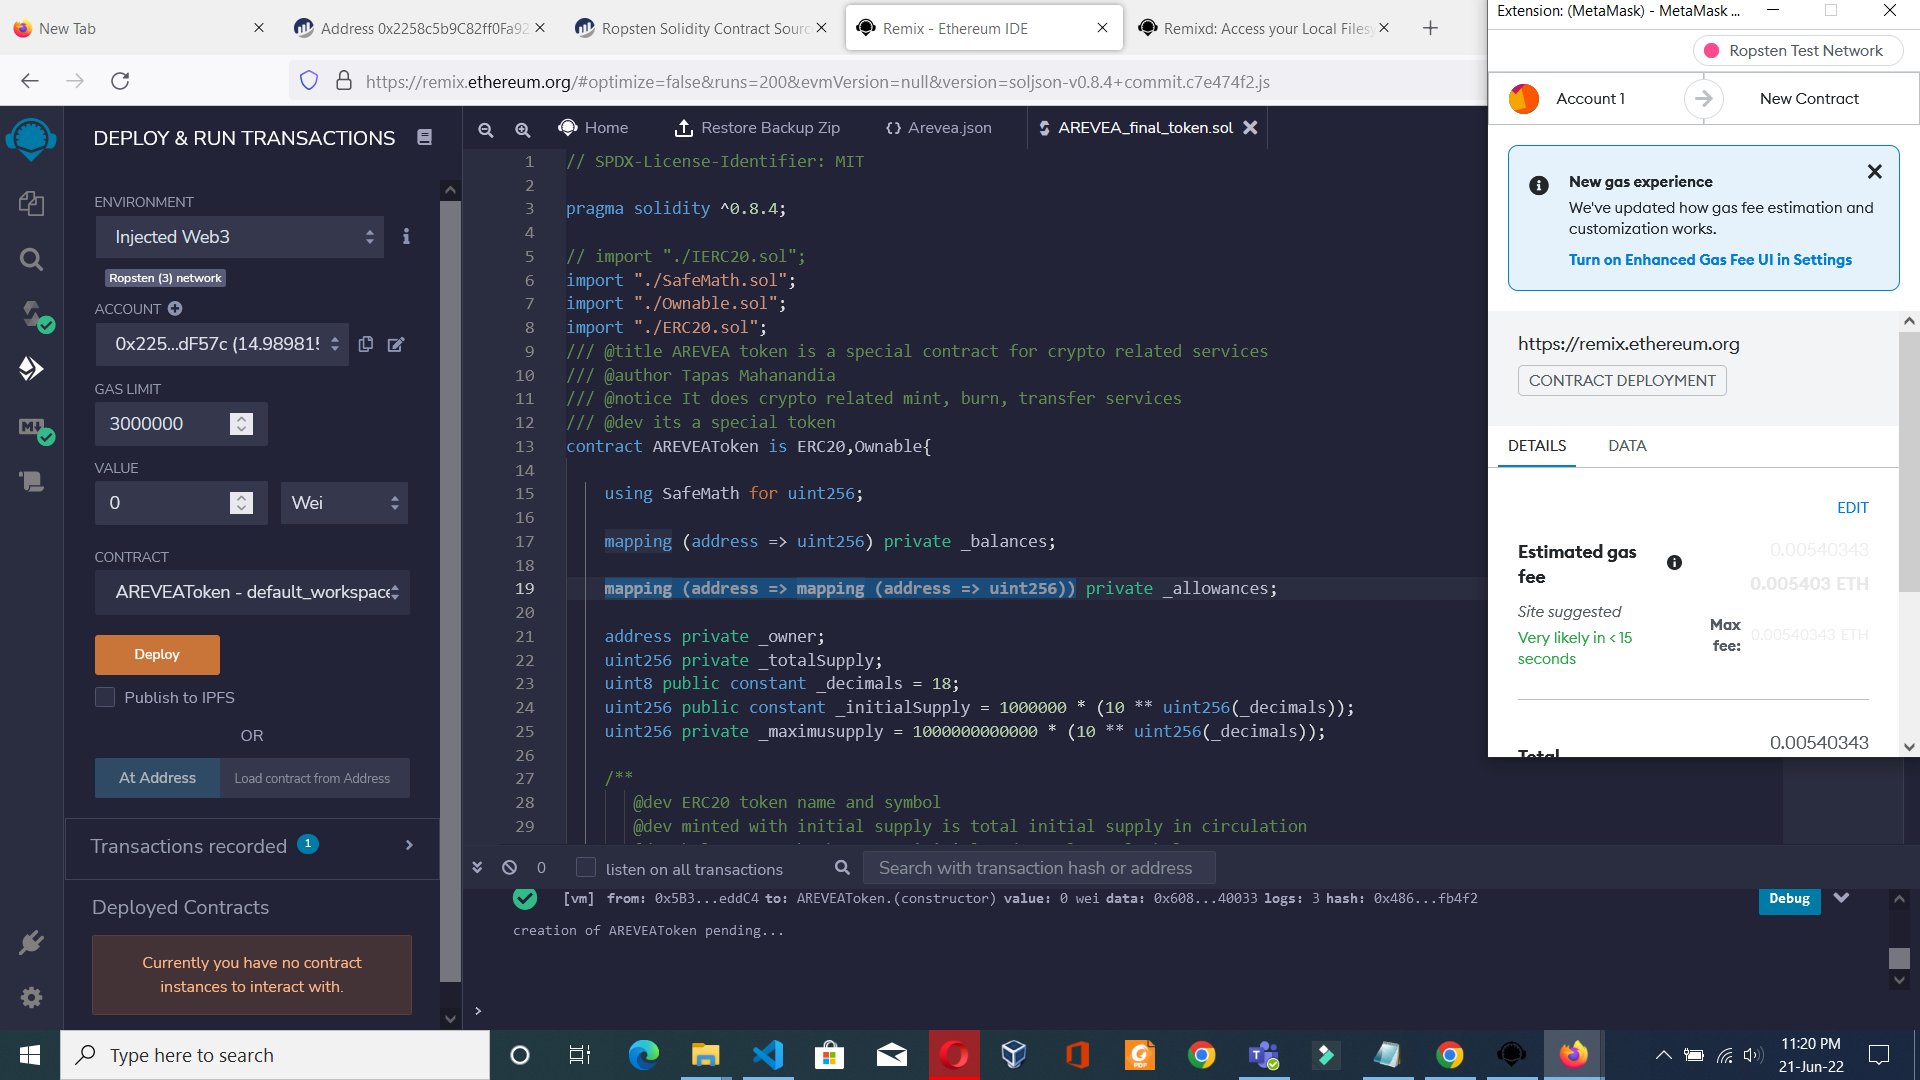 New Tab
Address 0x2258c5b9C82ff0Fa92
Ropsten Solidity Contract Sourc
Remix - Ethereum IDE
Remixd: Access your Local Filesy
https://remix.ethereum.org/#optimize=false&runs=200&evmVersion=null&version=soljson-v0.8.4+commit.c7e474f2.js
DEPLOY & RUN TRANSACTIONS
ENVIRONMENT
Injected Web3
Ropsten (3) network
ACCOUNT
0x225...dF57c (14.989815
GAS LIMIT
3000000
VALUE
0
Wei
CONTRACT
AREVEAToken - default_workspace
Deploy
Publish to IPFS
OR
At Address
Load contract from Address
Transactions recorded 1
Deployed Contracts
Currently you have no contract
instances to interact with.
Home
Restore Backup Zip
Arevea.json
AREVEA_final_token.sol
1 // SPDX-License-Identifier: MIT
2
3 pragma solidity ^0.8.4;
4
5 // import "./IERC20.sol";
6 import "./SafeMath.sol";
7 import "./Ownable.sol";
8 import "./ERC20.sol";
9 /// @title AREVEA token is a special contract for crypto related services
10 /// @author Tapas Mahanandia
11 /// @notice It does crypto related mint, burn, transfer services
12 /// @dev its a special token
13 contract AREVEAToken is ERC20,Ownable{
14
15 using SafeMath for uint256;
16
17 mapping (address => uint256) private _balances;
18
19 mapping (address => mapping (address => uint256)) private _allowances;
20
21 address private _owner;
22 uint256 private _totalSupply;
23 uint8 public constant _decimals = 18;
24 uint256 public constant _initialSupply = 1000000 * (10 ** uint256(_decimals));
25 uint256 private _maximusupply = 1000000000000 * (10 ** uint256(_decimals));
26
27 /**
28 @dev ERC20 token name and symbol
29 @dev minted with initial supply is total initial supply in circulation
0
listen on all transactions
Search with transaction hash or address
[vm] from: 0x5B3...eddC4 to: AREVEAToken.(constructor) value: 0 wei data: 0x608...40033 logs: 3 hash: 0x486...fb4f2
Debug
creation of AREVEAToken pending...
>
Extension: (MetaMask) - MetaMask ...
Ropsten Test Network
Account 1
New Contract
New gas experience
We've updated how gas fee estimation and
customization works.
Turn on Enhanced Gas Fee UI in Settings
https://remix.ethereum.org
CONTRACT DEPLOYMENT
DETAILS
DATA
EDIT
Estimated gas
fee
0.00540343
0.005403 ETH
Site suggested
Very likely in < 15
seconds
Max
fee:
0.00540343 ETH
Total
0.00540343
Type here to search
11:20 PM
21-Jun-22